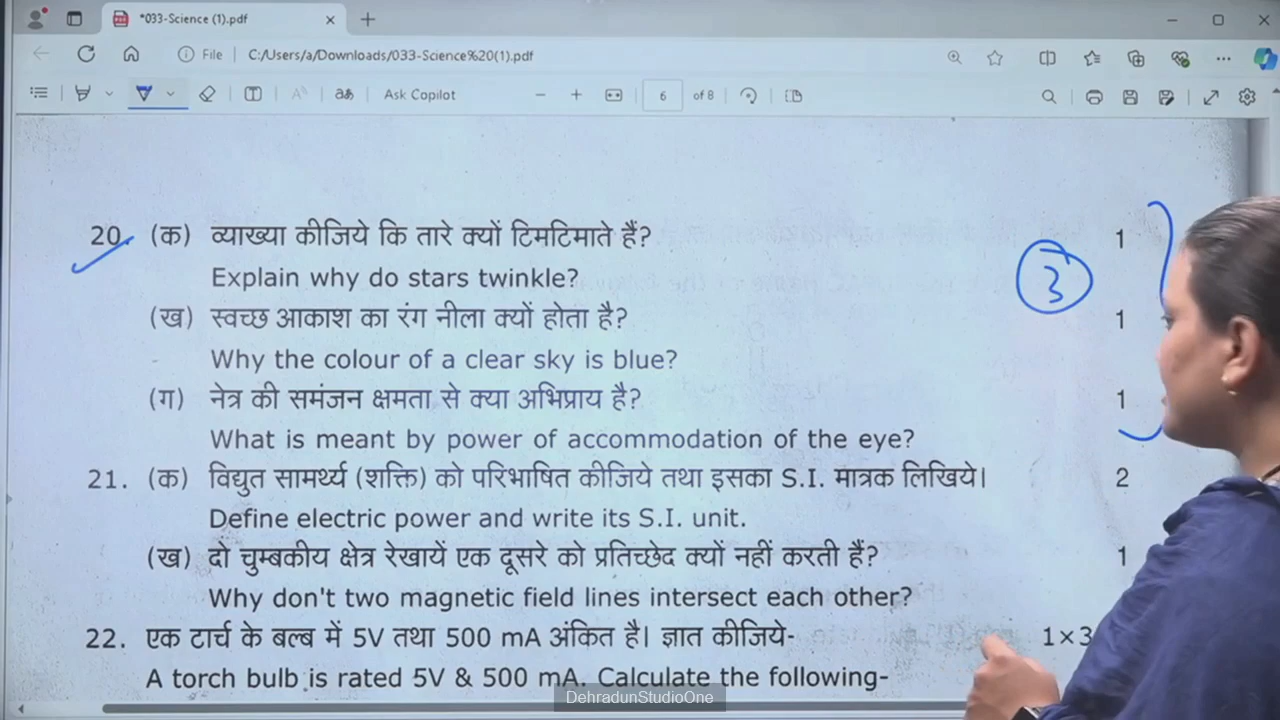 *033-Science (1).pdf
File C:/Users/a/Downloads/033-Science%20(1).pdf
Ask Copilot 6 of 8
20. (क) व्याख्या कीजिये कि तारे क्यों टिमटिमाते हैं? 1
Explain why do stars twinkle? 3
(ख) स्वच्छ आकाश का रंग नीला क्यों होता है? 1
Why the colour of a clear sky is blue?
(ग) नेत्र की समंजन क्षमता से क्या अभिप्राय है? 1
What is meant by power of accommodation of the eye?
21. (क) विद्युत सामर्थ्य (शक्ति) को परिभाषित कीजिये तथा इसका S.I. मात्रक लिखिये। 2
Define electric power and write its S.I. unit.
(ख) दो चुम्बकीय क्षेत्र रेखायें एक दूसरे को प्रतिच्छेद क्यों नहीं करती हैं? 1
Why don't two magnetic field lines intersect each other?
22. एक टार्च के बल्ब में 5V तथा 500 mA अंकित है। ज्ञात कीजिये- 1×3
A torch bulb is rated 5V & 500 mA. Calculate the following-
DehradunStudioOne